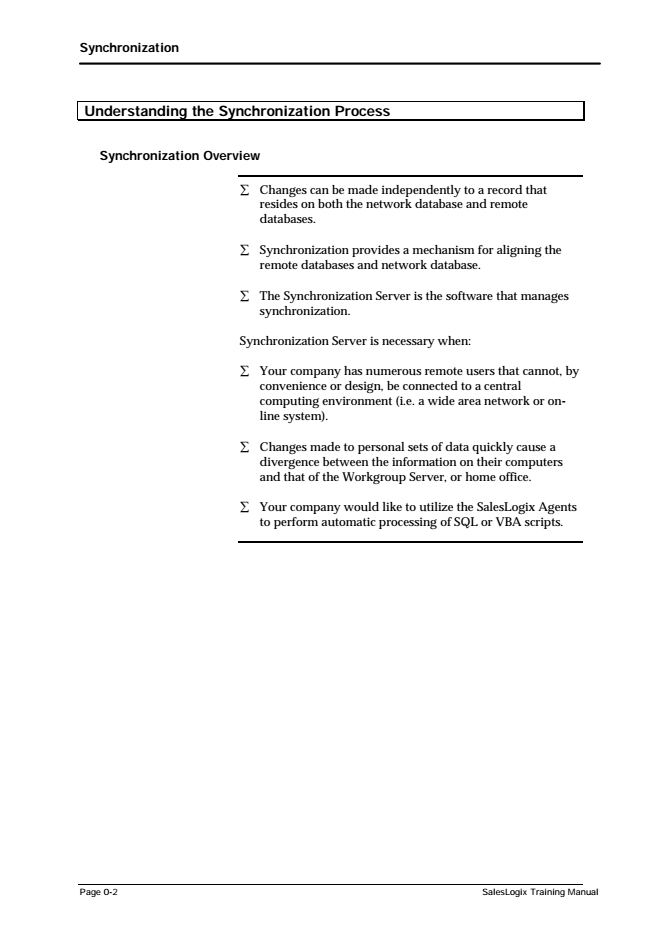 Synchronization
Understanding the Synchronization Process
Synchronization Overview
Σ Changes can be made independently to a record that
resides on both the network database and remote
databases.
Σ Synchronization provides a mechanism for aligning the
remote databases and network database.
Σ The Synchronization Server is the software that manages
synchronization.
Synchronization Server is necessary when:
Σ Your company has numerous remote users that cannot, by
convenience or design, be connected to a central
computing environment (i.e. a wide area network or on-
line system).
Σ Changes made to personal sets of data quickly cause a
divergence between the information on their computers
and that of the Workgroup Server, or home office.
Σ Your company would like to utilize the SalesLogix Agents
to perform automatic processing of SQL or VBA scripts.
Page 0-2 SalesLogix Training Manual